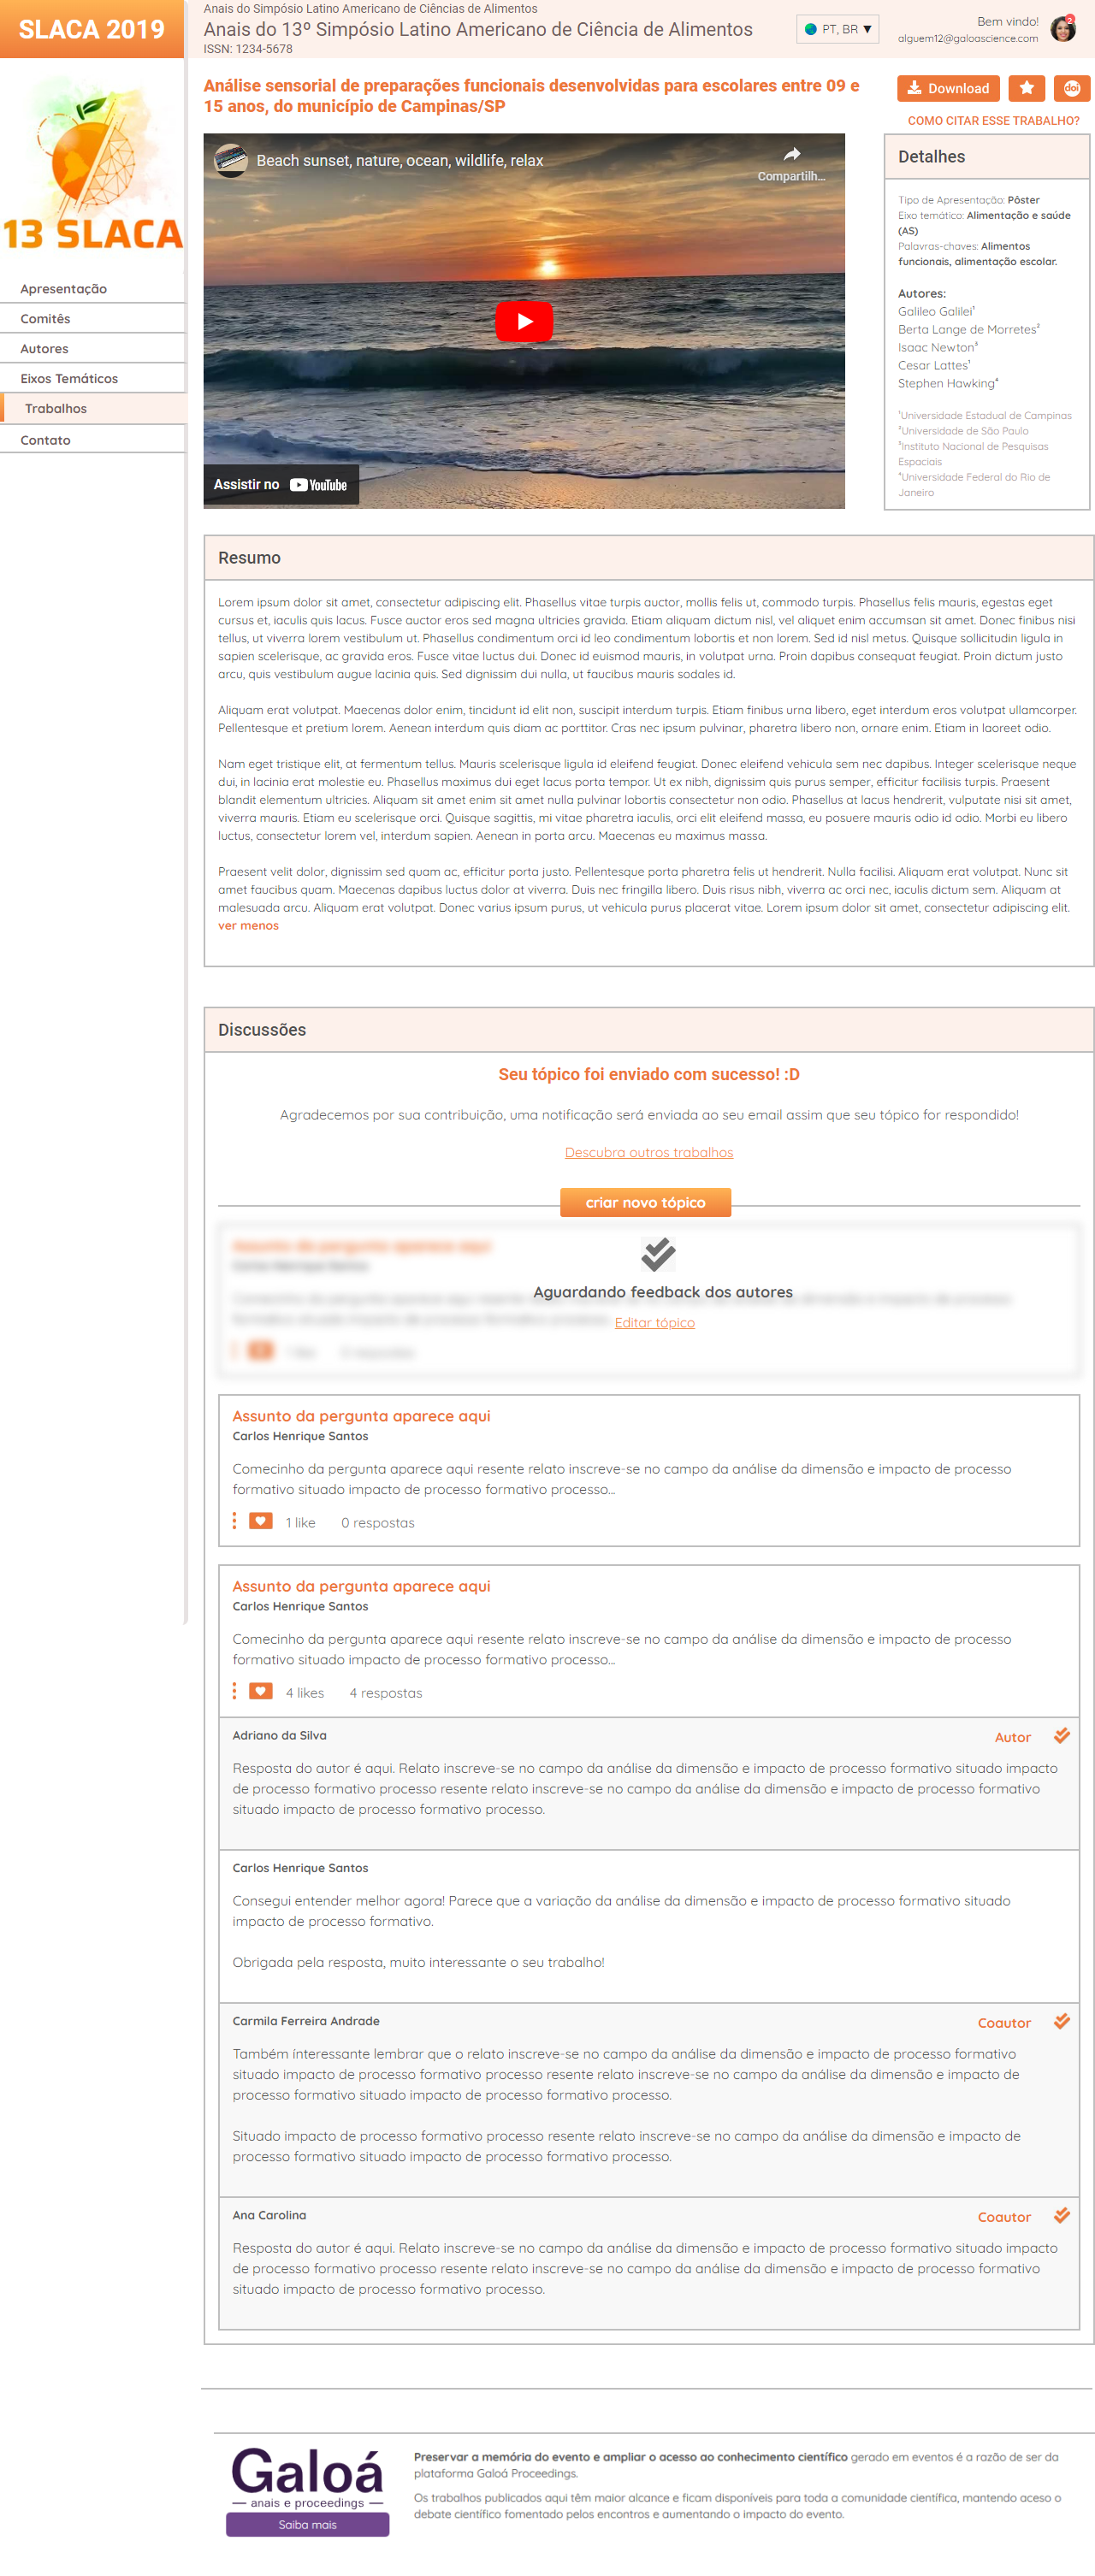 SLACA 2019
Anais do Simpósio Latino Americano de Ciências de Alimentos
Anais do 13º Simpósio Latino Americano de Ciência de Alimentos
ISSN: 1234-5678
PT, BR ▼
Bem vindo!
alguem12@galoascience.com
2
13 SLACA
Apresentação
Comitês
Autores
Eixos Temáticos
Trabalhos
Contato
Análise sensorial de preparações funcionais desenvolvidas para escolares entre 09 e
15 anos, do município de Campinas/SP
Download
doi
COMO CITAR ESSE TRABALHO?
Beach sunset, nature, ocean, wildlife, relax
Compartilh...
Assistir no YouTube
Detalhes
Tipo de Apresentação: Pôster
Eixo temático: Alimentação e saúde
(AS)
Palavras-chaves: Alimentos
funcionais, alimentação escolar.
Autores:
Galileo Galilei¹
Berta Lange de Morretes²
Isaac Newton³
Cesar Lattes¹
Stephen Hawking⁴
¹Universidade Estadual de Campinas
²Universidade de São Paulo
³Instituto Nacional de Pesquisas
Espaciais
⁴Universidade Federal do Rio de
Janeiro
Resumo
Lorem ipsum dolor sit amet, consectetur adipiscing elit. Phasellus vitae turpis auctor, mollis felis ut, commodo turpis. Phasellus felis mauris, egestas eget
cursus et, iaculis quis lacus. Fusce auctor eros sed magna ultricies gravida. Etiam aliquam dictum nisl, vel aliquet enim accumsan sit amet. Donec finibus nisi
tellus, ut viverra lorem vestibulum ut. Phasellus condimentum orci id leo condimentum lobortis et non lorem. Sed id nisl metus. Quisque sollicitudin ligula in
sapien scelerisque, ac gravida eros. Fusce vitae luctus dui. Donec id euismod mauris, in volutpat urna. Proin dapibus consequat feugiat. Proin dictum justo
arcu, quis vestibulum augue lacinia quis. Sed dignissim dui nulla, ut faucibus mauris sodales id.
Aliquam erat volutpat. Maecenas dolor enim, tincidunt id elit non, suscipit interdum turpis. Etiam finibus urna libero, eget interdum eros volutpat ullamcorper.
Pellentesque et pretium lorem. Aenean interdum quis diam ac porttitor. Cras nec ipsum pulvinar, pharetra libero non, ornare enim. Etiam in laoreet odio.
Nam eget tristique elit, at fermentum tellus. Mauris scelerisque ligula id eleifend feugiat. Donec eleifend vehicula sem nec dapibus. Integer scelerisque neque
dui, in lacinia erat molestie eu. Phasellus maximus dui eget lacus porta tempor. Ut ex nibh, dignissim quis purus semper, efficitur facilisis turpis. Praesent
blandit elementum ultricies. Aliquam sit amet enim sit amet nulla pulvinar lobortis consectetur non odio. Phasellus at lacus hendrerit, vulputate nisi sit amet,
viverra mauris. Etiam eu scelerisque orci. Quisque sagittis, mi vitae pharetra iaculis, orci elit eleifend massa, eu posuere mauris odio id odio. Morbi eu libero
luctus, consectetur lorem vel, interdum sapien. Aenean in porta arcu. Maecenas eu maximus massa.
Praesent velit dolor, dignissim sed quam ac, efficitur porta justo. Pellentesque porta pharetra felis ut hendrerit. Nulla facilisi. Aliquam erat volutpat. Nunc sit
amet faucibus quam. Maecenas dapibus luctus dolor at viverra. Duis nec fringilla libero. Duis risus nibh, viverra ac orci nec, iaculis dictum sem. Aliquam at
malesuada arcu. Aliquam erat volutpat. Donec varius ipsum purus, ut vehicula purus placerat vitae. Lorem ipsum dolor sit amet, consectetur adipiscing elit.
ver menos
Discussões
Seu tópico foi enviado com sucesso! :D
Agradecemos por sua contribuição, uma notificação será enviada ao seu email assim que seu tópico for respondido!
Descubra outros trabalhos
criar novo tópico
Aguardando feedback dos autores
Editar tópico
Assunto da pergunta aparece aqui
Carlos Henrique Santos
Comecinho da pergunta aparece aqui resente relato inscreve-se no campo da análise da dimensão e impacto de processo
formativo situado impacto de processo formativo processo...
1 like 0 respostas
Assunto da pergunta aparece aqui
Carlos Henrique Santos
Comecinho da pergunta aparece aqui resente relato inscreve-se no campo da análise da dimensão e impacto de processo
formativo situado impacto de processo formativo processo...
4 likes 4 respostas
Adriano da Silva
Autor
Resposta do autor é aqui. Relato inscreve-se no campo da análise da dimensão e impacto de processo formativo situado impacto
de processo formativo processo resente relato inscreve-se no campo da análise da dimensão e impacto de processo formativo
situado impacto de processo formativo processo.
Carlos Henrique Santos
Consegui entender melhor agora! Parece que a variação da análise da dimensão e impacto de processo formativo situado
impacto de processo formativo.
Obrigada pela resposta, muito interessante o seu trabalho!
Carmila Ferreira Andrade
Coautor
Também ínteressante lembrar que o relato inscreve-se no campo da análise da dimensão e impacto de processo formativo
situado impacto de processo formativo processo resente relato inscreve-se no campo da análise da dimensão e impacto de
processo formativo situado impacto de processo formativo processo.
Situado impacto de processo formativo processo resente relato inscreve-se no campo da análise da dimensão e impacto de
processo formativo situado impacto de processo formativo processo.
Ana Carolina
Coautor
Resposta do autor é aqui. Relato inscreve-se no campo da análise da dimensão e impacto de processo formativo situado impacto
de processo formativo processo resente relato inscreve-se no campo da análise da dimensão e impacto de processo formativo
situado impacto de processo formativo processo.
Galoá
anais e proceedings
Saiba mais
Preservar a memória do evento e ampliar o acesso ao conhecimento científico gerado em eventos é a razão de ser da
plataforma Galoá Proceedings.
Os trabalhos publicados aqui têm maior alcance e ficam disponíveis para toda a comunidade científica, mantendo aceso o
debate científico fomentado pelos encontros e aumentando o impacto do evento.